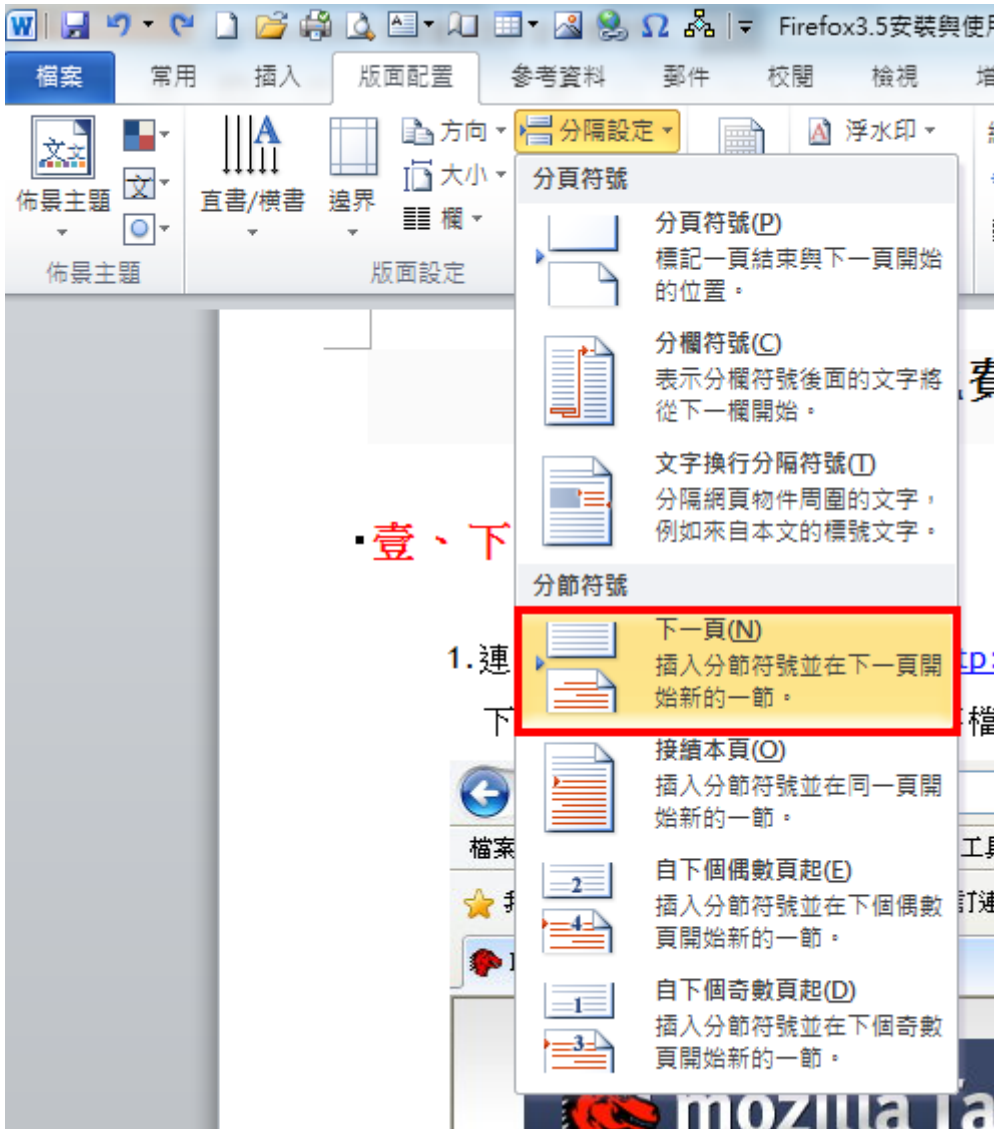 Firefox3.5安裝與使用
檔案 常用 插入 版面配置 參考資料 郵件 校閱 檢視 增
佈景主題 直書/橫書 邊界 方向 大小 欄 分隔設定 浮水印
佈景主題 版面設定
分頁符號
分頁符號(P)
標記一頁結束與下一頁開始
的位置。
分欄符號(C)
表示分欄符號後面的文字將
從下一欄開始。
文字換行分隔符號(T)
分隔網頁物件周圍的文字，
例如來自本文的標號文字。
分節符號
下一頁(N)
插入分節符號並在下一頁開
始新的一節。
接續本頁(O)
插入分節符號並在同一頁開
始新的一節。
自下個偶數頁起(E)
插入分節符號並在下個偶數
頁開始新的一節。
自下個奇數頁起(D)
插入分節符號並在下個奇數
頁開始新的一節。
費
壹、下
1.連 tp:
下 檔
檔案 工具
訂
mozilla